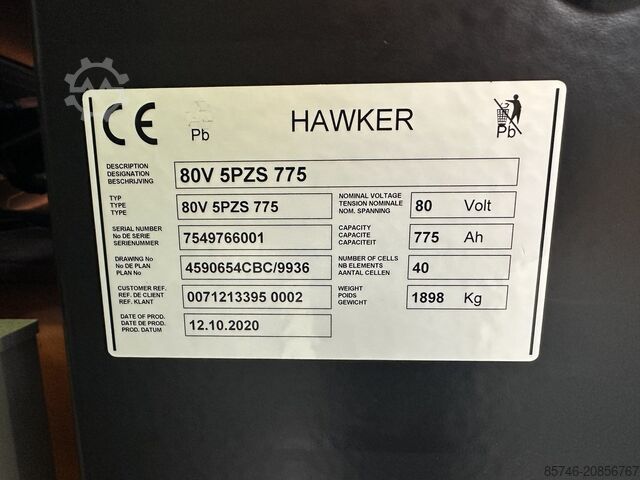 CE Pb HAWKER Pb
DESCRIPTION
DESIGNATION
BESCHRIJVING
80V 5PZS 775
TYP
TYPE
TYPE
80V 5PZS 775
NOMINAL VOLTAGE
TENSION NOMINALE
NOM. SPANNING
80 Volt
SERIAL NUMBER
No DE SERIE
SERIENUMMER
7549766001
CAPACITY
CAPACITE
CAPACITEIT
775 Ah
DRAWING No
No DE PLAN
PLAN No
4590654CBC/9936
NUMBER OF CELLS
NB ELEMENTS
AANTAL CELLEN
40
CUSTOMER REF.
REF. DE CLIENT
REF. KLANT
0071213395 0002
WEIGHT
POIDS
GEWICHT
1898 Kg
DATE OF PROD.
DATE DE PROD.
PROD. DATUM
12.10.2020
85746-20856767